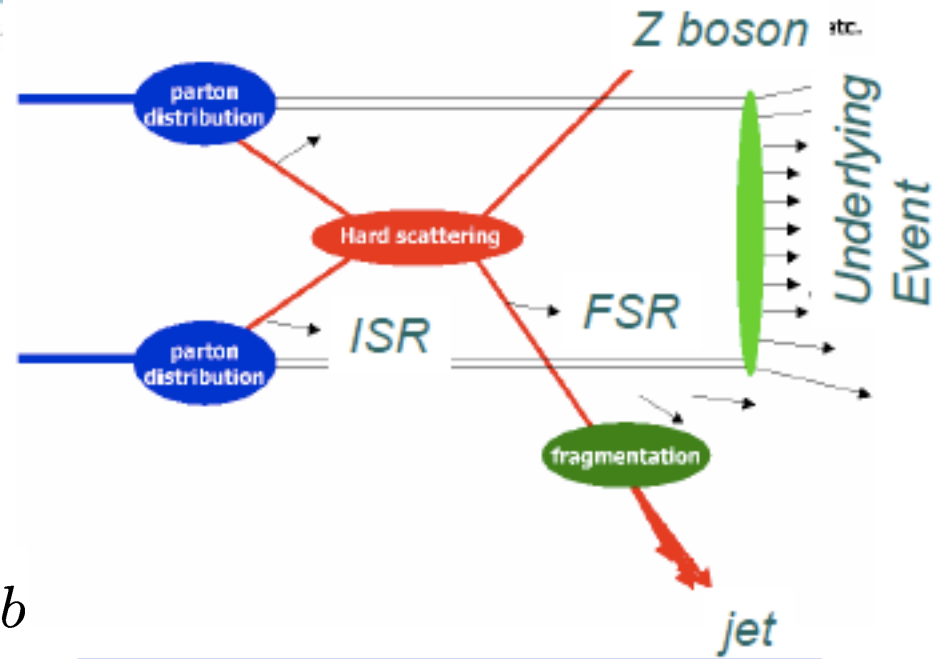 Z boson
etc.
parton
distribution
Underlying
Event
Hard scattering
ISR
FSR
parton
distribution
fragmentation
b
jet